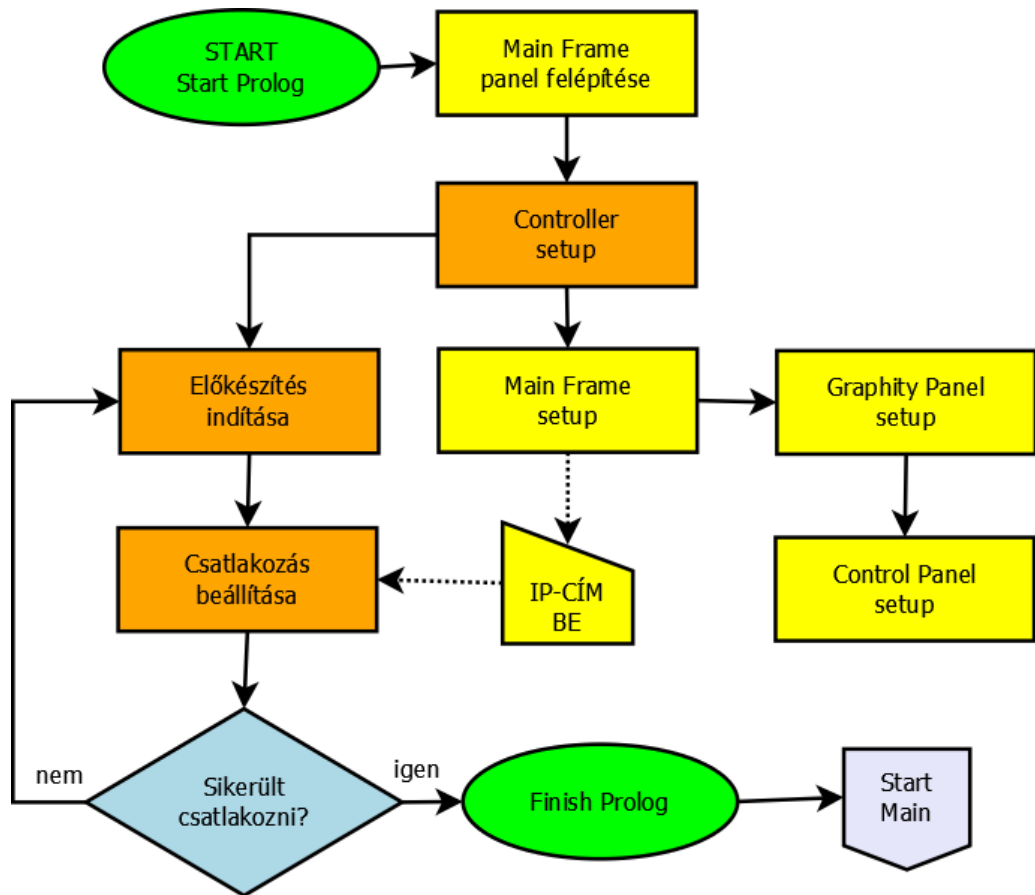 START
Start Prolog
Main Frame
panel felépítése
Controller
setup
Előkészítés
indítása
Main Frame
setup
Graphity Panel
setup
Csatlakozás
beállítása
IP-CÍM
BE
Control Panel
setup
nem
Sikerült
csatlakozni?
igen
Finish Prolog
Start
Main